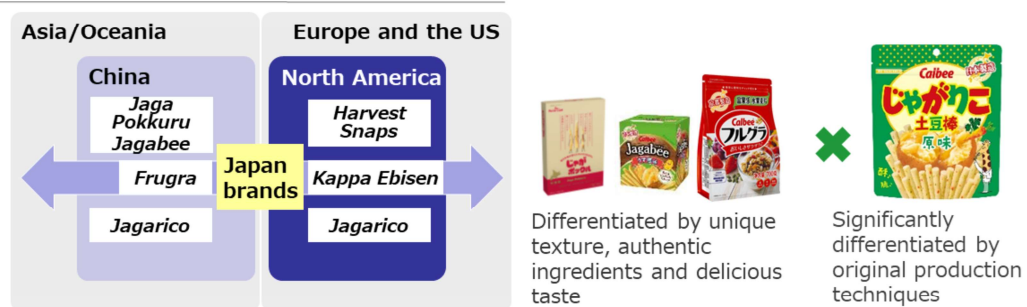 Asia/Oceania
Europe and the US
China
North America
Jaga
Pokkuru
Jagabee
Harvest
Snaps
Japan
brands
Frugra
Kappa Ebisen
Jagarico
Jagarico
Jagabee
Calbee
フルグラ
Calbee
じゃがりこ
土豆棒
原味
Differentiated by unique
texture, authentic
ingredients and delicious
taste
Significantly
differentiated by
original production
techniques